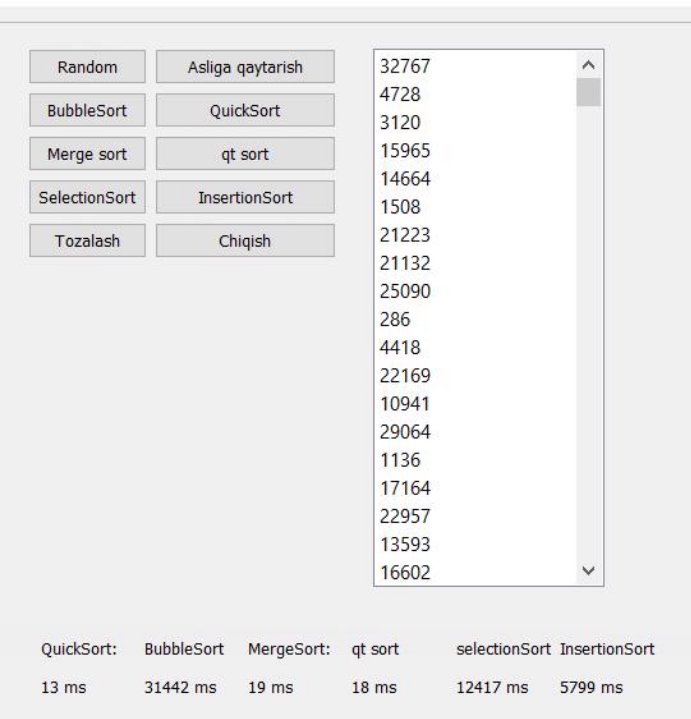 Random Asliga qaytarish
BubbleSort QuickSort
Merge sort qt sort
SelectionSort InsertionSort
Tozalash Chiqish
32767
4728
3120
15965
14664
1508
21223
21132
25090
286
4418
22169
10941
29064
1136
17164
22957
13593
16602
QuickSort: BubbleSort MergeSort: qt sort selectionSort InsertionSort
13 ms 31442 ms 19 ms 18 ms 12417 ms 5799 ms